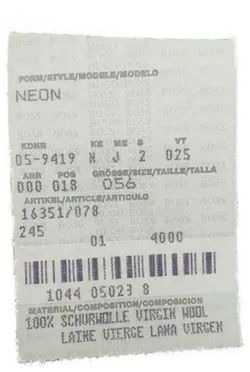 FORM/STYLE/MODELE/MODELO
NEON
KDNR KE ME S VT
05-9419 N J 2 025
ANR POS GRÖSSE/SIZE/TAILLE/TALLA
000 018 056
ARTIKEL/ARTICLE/ARTICULO
16351/078
245
01 4000
1044 05023 8
MATERIAL/COMPOSITION/COMPOSICION
100% SCHURWOLLE VIRGIN WOOL
LAINE VIERGE LANA VIRGEN